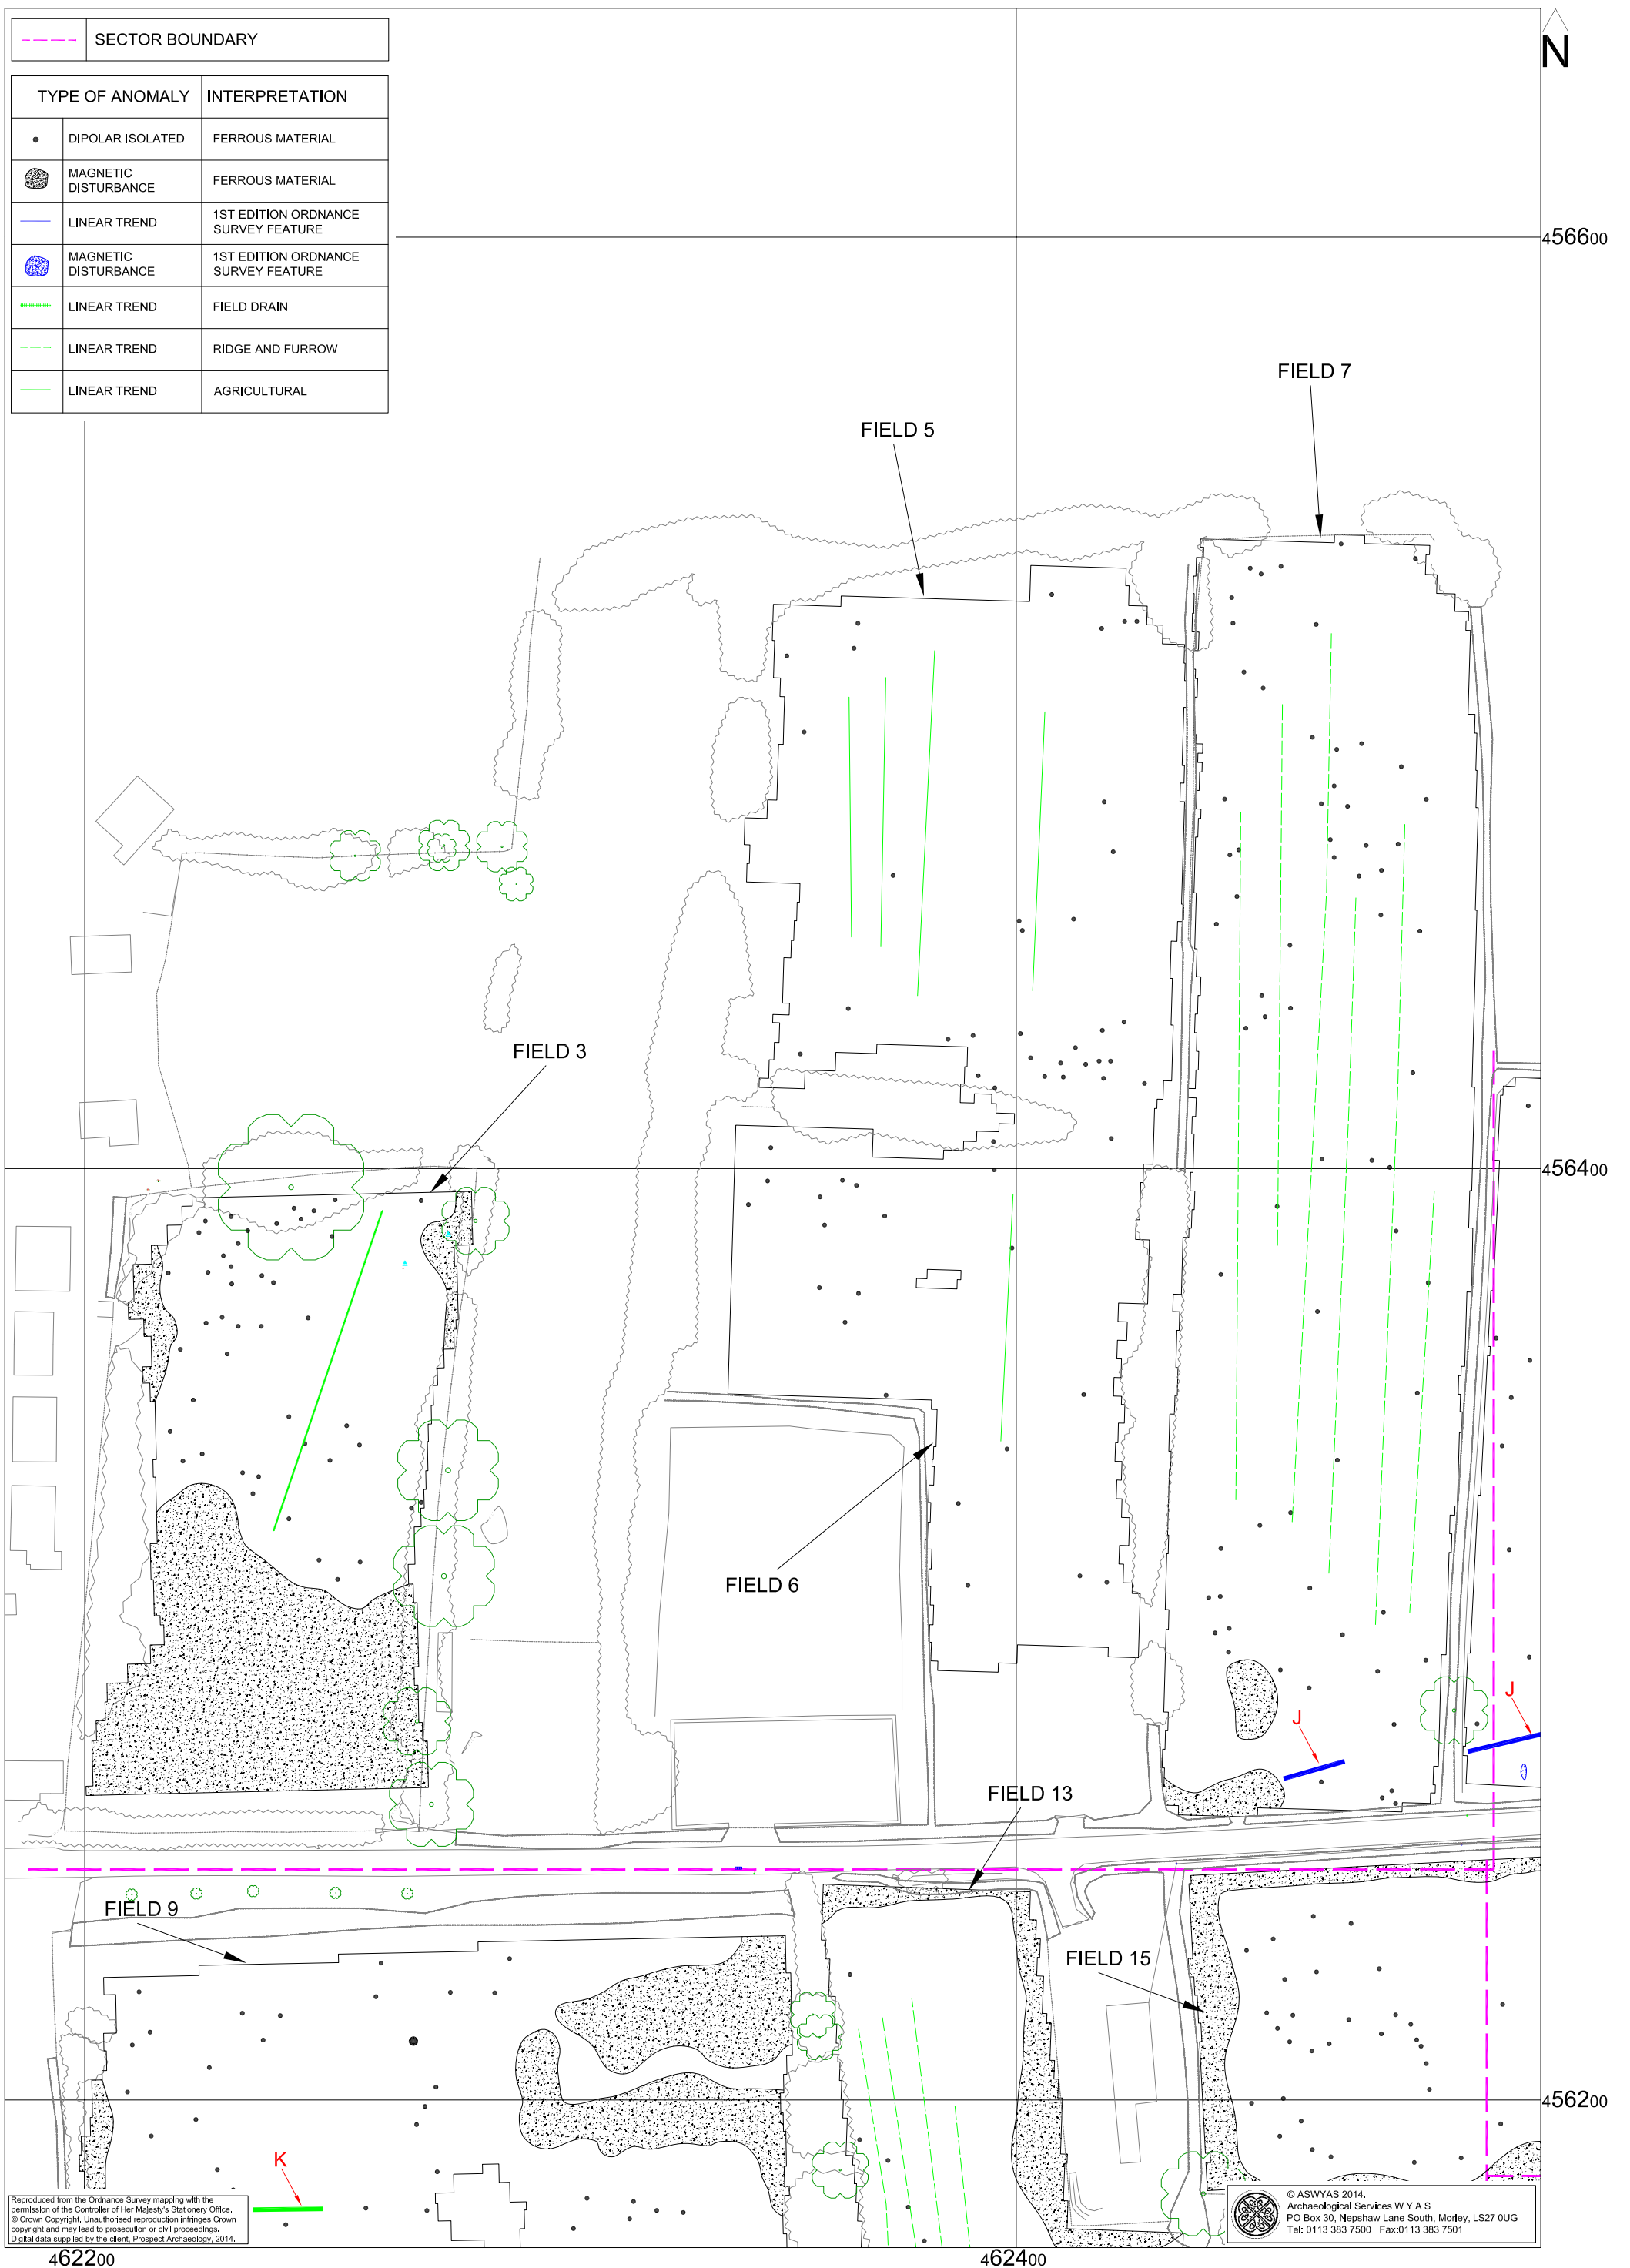 SECTOR BOUNDARY
N
TYPE OF ANOMALY INTERPRETATION
DIPOLAR ISOLATED FERROUS MATERIAL
MAGNETIC
DISTURBANCE
FERROUS MATERIAL
LINEAR TREND
1ST EDITION ORDNANCE
SURVEY FEATURE
MAGNETIC
DISTURBANCE
1ST EDITION ORDNANCE
SURVEY FEATURE
LINEAR TREND FIELD DRAIN
LINEAR TREND RIDGE AND FURROW
LINEAR TREND AGRICULTURAL
456600
FIELD 7
FIELD 5
FIELD 3
456400
FIELD 6
J
J
FIELD 13
FIELD 9
FIELD 15
456200
K
Reproduced from the Ordnance Survey mapping with the
permission of the Controller of Her Majesty's Stationery Office.
© Crown Copyright. Unauthorised reproduction infringes Crown
copyright and may lead to prosecution or civil proceedings.
Digital data supplied by the client, Prospect Archaeology, 2014.
© ASWYAS 2014.
Archaeological Services W Y A S
PO Box 30, Nepshaw Lane South, Morley, LS27 0UG
Tel: 0113 383 7500 Fax:0113 383 7501
462200
462400